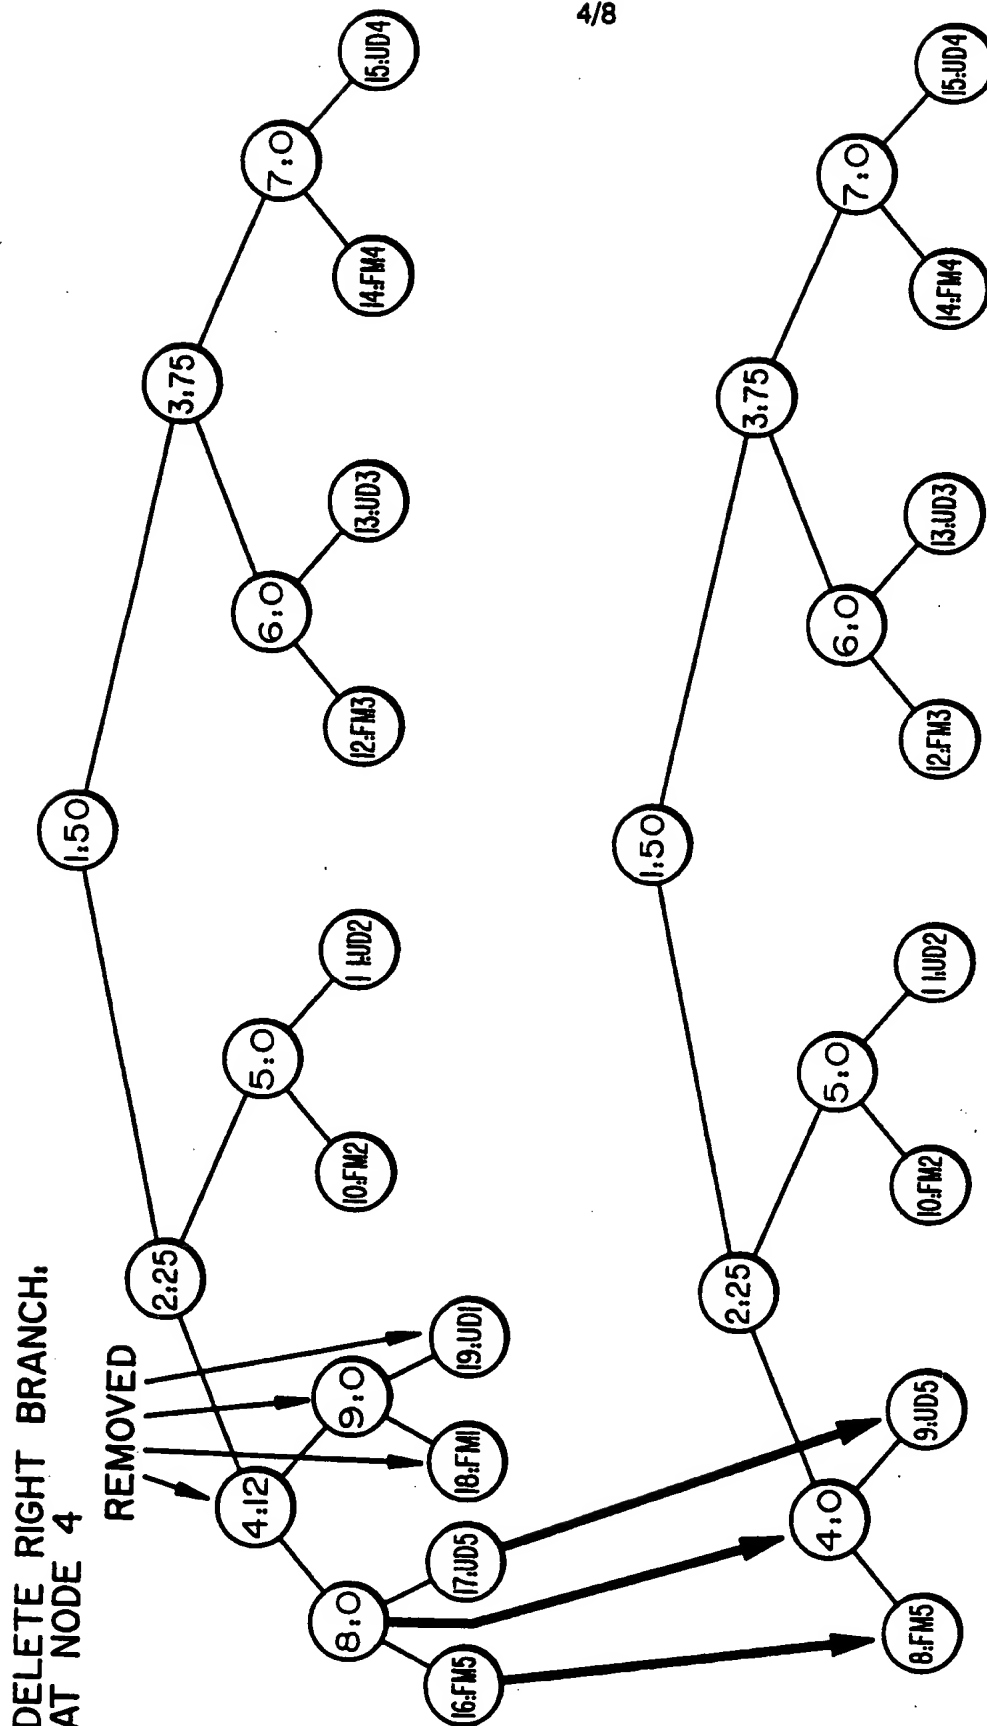 4/8
DELETE RIGHT BRANCH:
AT NODE 4
REMOVED
1:50
2:25
3:75
4:12
5:0
6:0
7:0
8:0
9:0
10:FM2
11:UD2
12:FM3
13:UD3
14:FM4
15:UD4
16:FM5
17:UD5
18:FM1
19:UD1
1:50
2:25
3:75
4:0
5:0
6:0
7:0
8:FM5
9:UD5
10:FM2
11:UD2
12:FM3
13:UD3
14:FM4
15:UD4